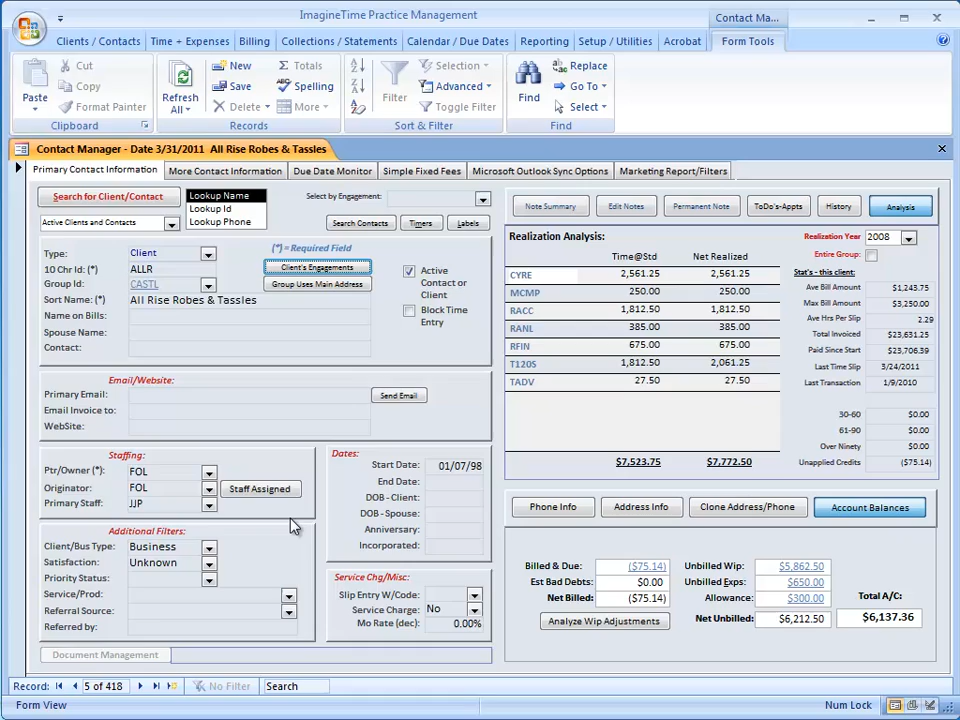 ImagineTime Practice Management
Contact Ma...
Clients / Contacts Time + Expenses Billing Collections / Statements Calendar / Due Dates Reporting Setup / Utilities Acrobat Form Tools
Paste
Cut
Copy
Format Painter
Clipboard
Refresh All
New
Save
Delete
Totals
Spelling
More
Records
Filter
Selection
Advanced
Toggle Filter
Sort & Filter
Find
Replace
Go To
Select
Find
Contact Manager - Date 3/31/2011 All Rise Robes & Tassles
Primary Contact Information More Contact Information Due Date Monitor Simple Fixed Fees Microsoft Outlook Sync Options Marketing Report/Filters
Search for Client/Contact
Lookup Name
Lookup Id
Lookup Phone
Select by Engagement:
Active Clients and Contacts
Search Contacts Timers Labels
Type: Client
(*) = Required Field
10 Chr Id: (*) ALLR
Client's Engagements
Group Id: CASTL
Group Uses Main Address
Sort Name: (*) All Rise Robes & Tassles
Name on Bills:
Spouse Name:
Contact:
Active Contact or Client
Block Time Entry
Email/Website:
Primary Email:
Send Email
Email Invoice to:
WebSite:
Staffing:
Ptr/Owner (*): FOL
Originator: FOL
Staff Assigned
Primary Staff: JJP
Additional Filters:
Client/Bus Type: Business
Satisfaction: Unknown
Priority Status:
Service/Prod:
Referral Source:
Referred by:
Document Management
Dates:
Start Date: 01/07/98
End Date:
DOB - Client:
DOB - Spouse:
Anniversary:
Incorporated:
Service Chg/Misc:
Slip Entry W/Code:
Service Charge: No
Mo Rate (dec): 0.00%
Note Summary Edit Notes Permanent Note ToDo's-Appts History Analysis
Realization Analysis:
Time@Std Net Realized
CYRE 2,561.25 2,561.25
MCMP 250.00 250.00
RACC 1,812.50 1,812.50
RANL 385.00 385.00
RFIN 675.00 675.00
T120S 1,812.50 2,061.25
TADV 27.50 27.50
$7,523.75 $7,772.50
Realization Year 2008
Entire Group:
Stat's - this client:
Ave Bill Amount $1,243.75
Max Bill Amount $3,250.00
Ave Hrs Per Slip 2.29
Total Invoiced $23,631.25
Paid Since Start $23,706.39
Last Time Slip 3/24/2011
Last Transaction 1/9/2010
30-60 $0.00
61-90 $0.00
Over Ninety $0.00
Unapplied Credits ($75.14)
Phone Info Address Info Clone Address/Phone Account Balances
Billed & Due: ($75.14)
Est Bad Debts: $0.00
Net Billed: ($75.14)
Analyze Wip Adjustments
Unbilled Wip: $5,862.50
Unbilled Exps: $650.00
Allowance: $300.00
Net Unbilled: $6,212.50
Total A/C:
$6,137.36
Record: 5 of 418 No Filter Search
Form View
Num Lock